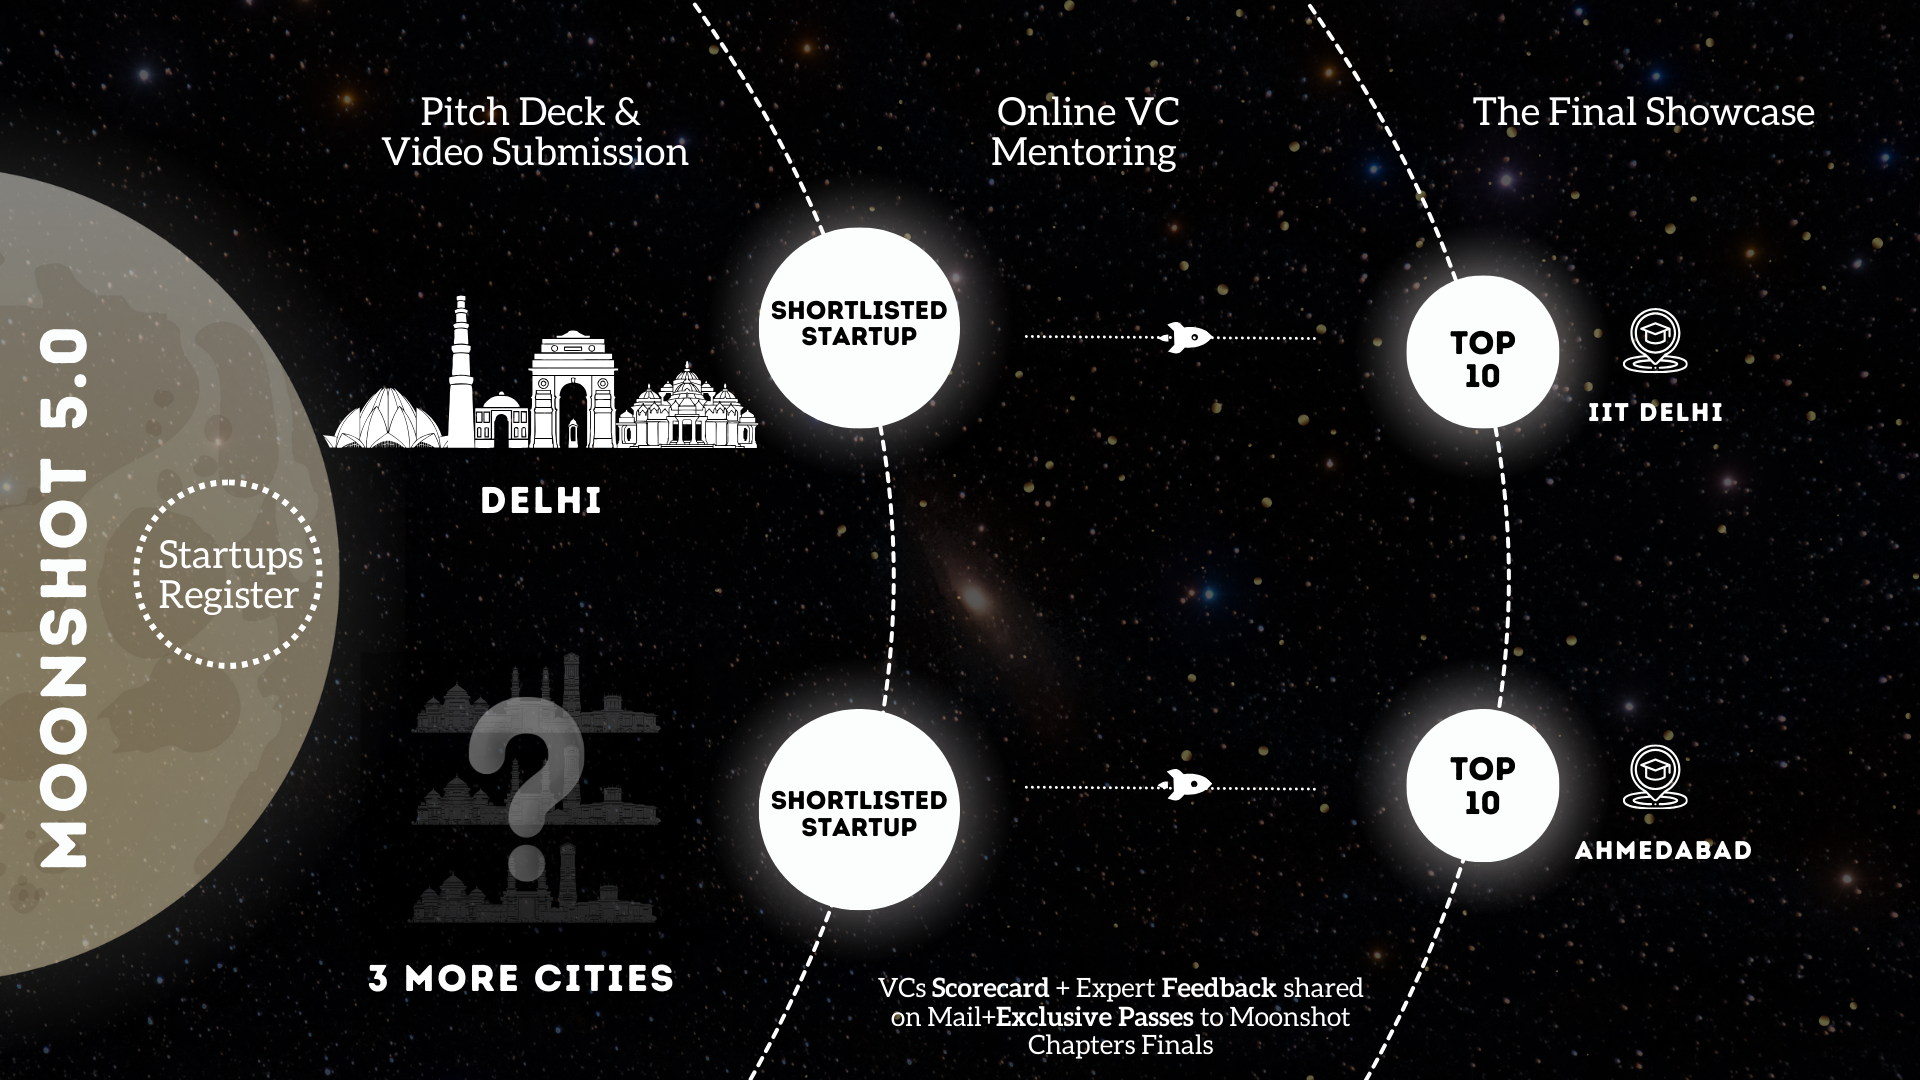 MOONSHOT 5.0
Startups
Register
Pitch Deck &
Video Submission
DELHI
3 MORE CITIES
?
SHORTLISTED
STARTUP
SHORTLISTED
STARTUP
Online VC
Mentoring
VCs Scorecard + Expert Feedback shared
on Mail+Exclusive Passes to Moonshot
Chapters Finals
The Final Showcase
TOP
10
IIT DELHI
TOP
10
AHMEDABAD